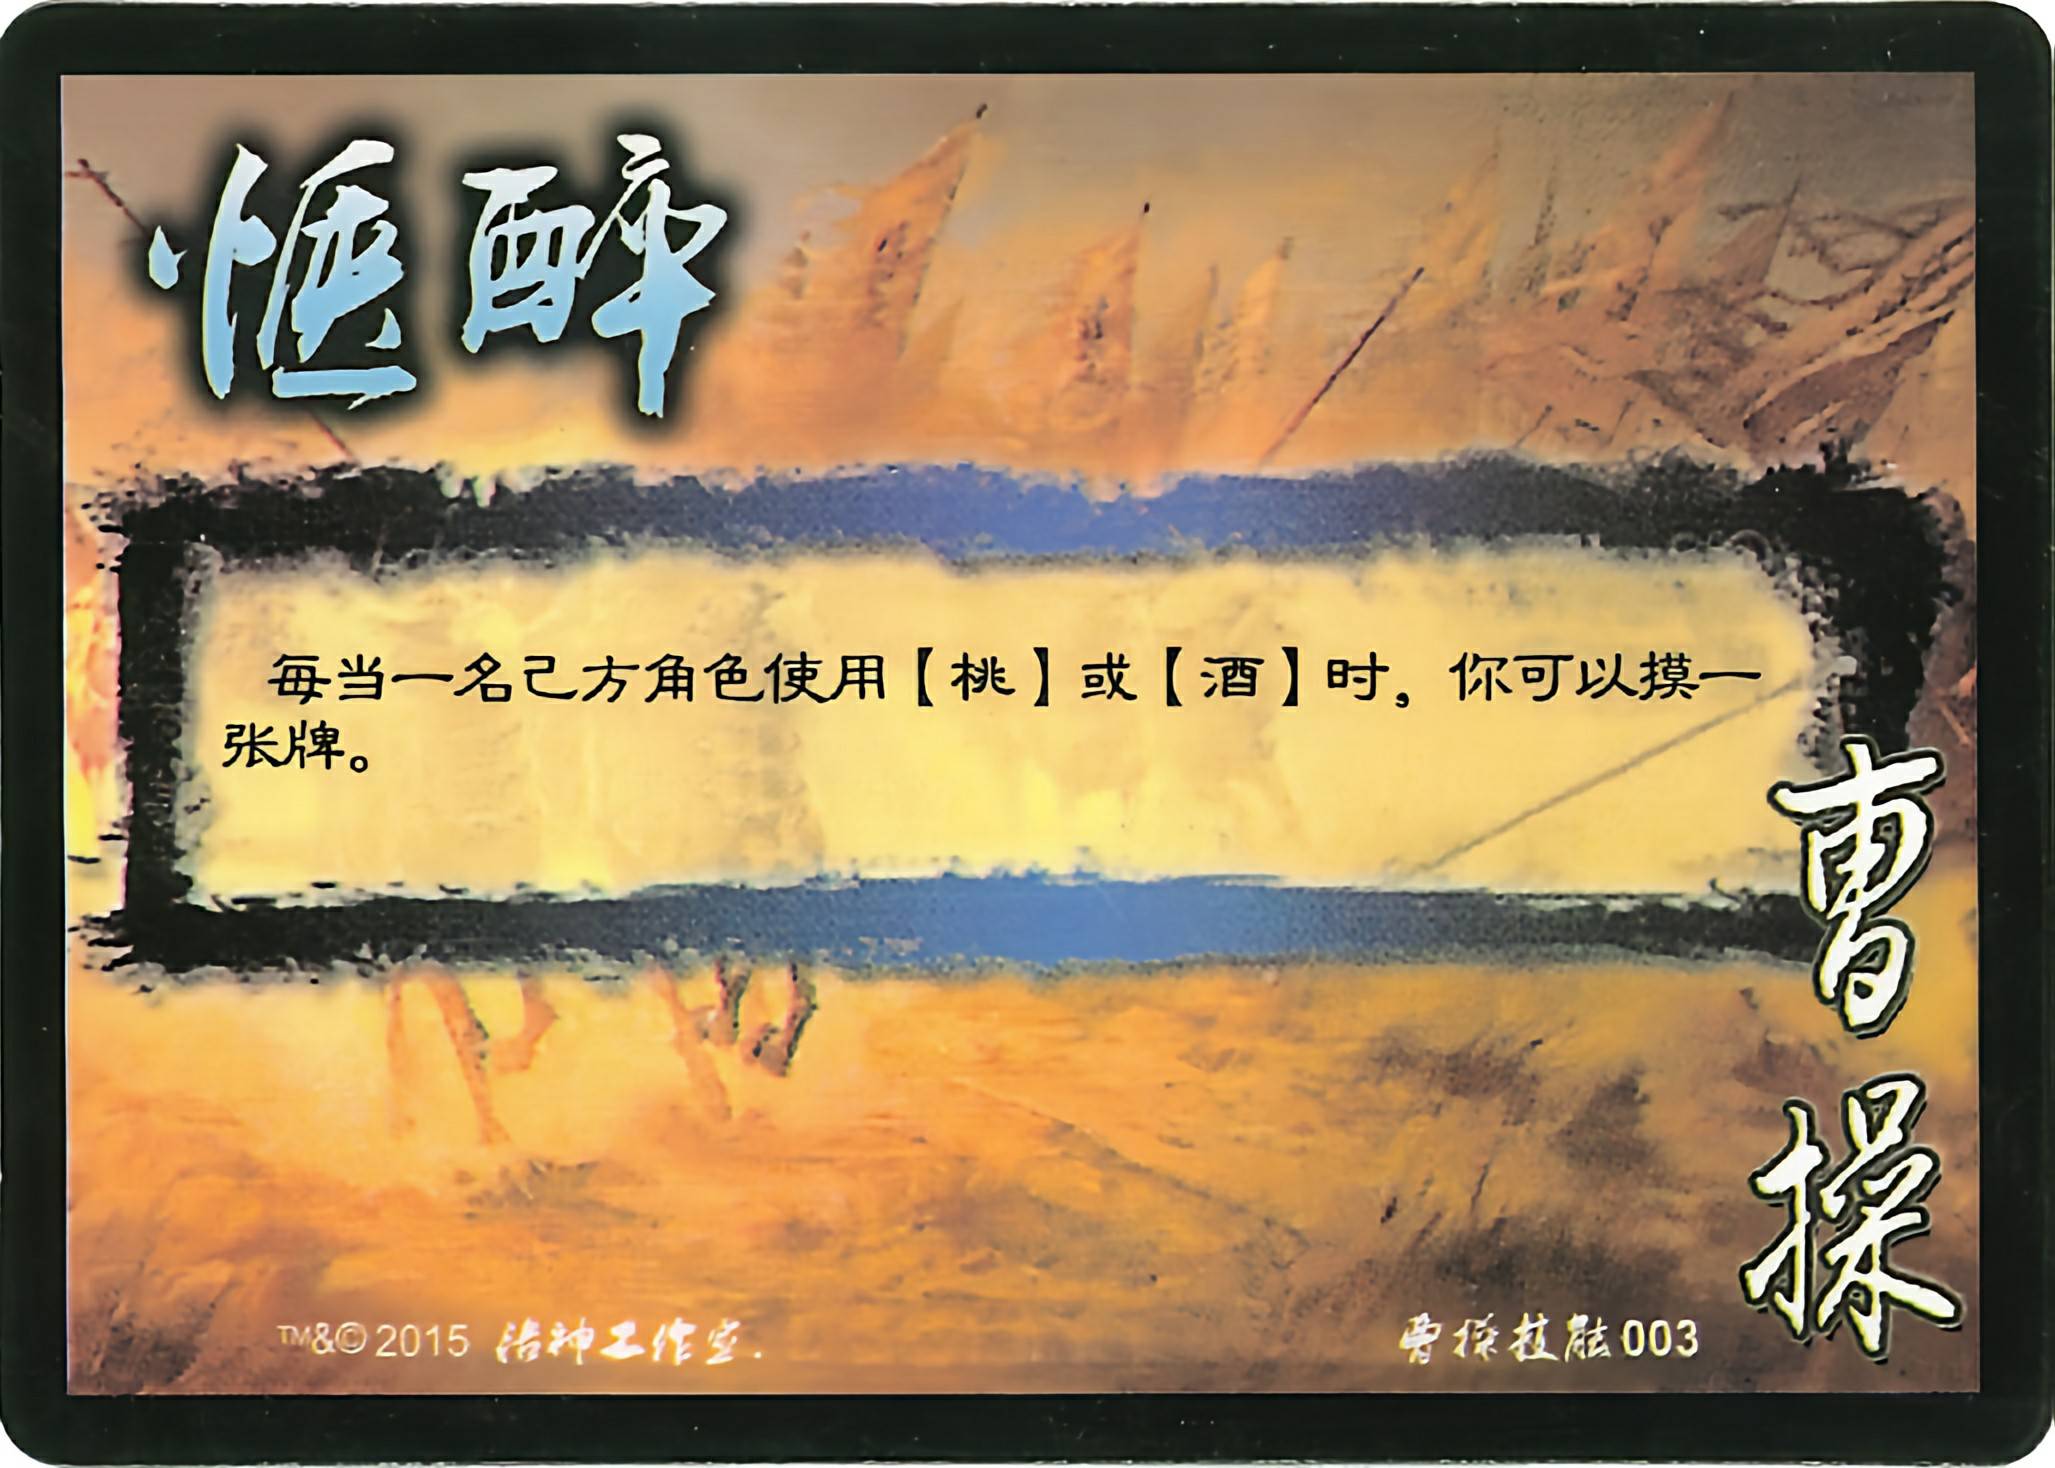 惬醉
每当一名己方角色使用【桃】或【酒】时，你可以摸一
张牌。
曹操
™&© 2015 洛神工作室.
曹操技能003